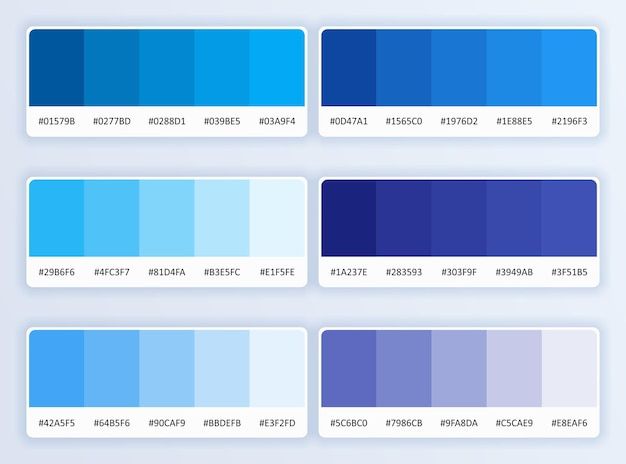 #01579B #0277BD #0288D1 #039BE5 #03A9F4
#0D47A1 #1565C0 #1976D2 #1E88E5 #2196F3
#29B6F6 #4FC3F7 #81D4FA #B3E5FC #E1F5FE
#1A237E #283593 #303F9F #3949AB #3F51B5
#42A5F5 #64B5F6 #90CAF9 #BBDEFB #E3F2FD
#5C6BC0 #7986CB #9FA8DA #C5CAE9 #E8EAF6